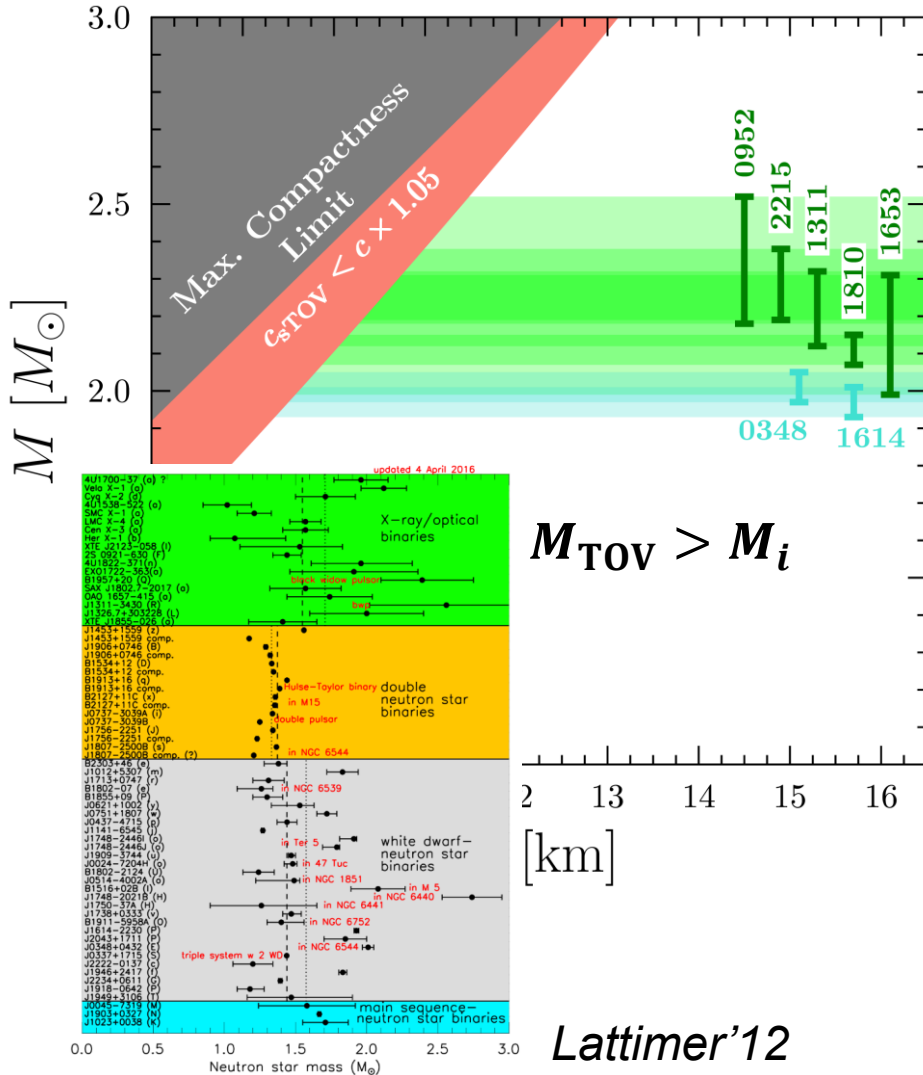 3.0
2.5
2.0
M [M⊙]
Max. Compactness
Limit
c_sTOV < c × 1.05
0952
2215
1311
1810
1653
0348
1614
M_TOV > M_i
2 13 14 15 16
[km]
updated 4 April 2016
4U1700-37 (a) ?
Vela X-1 (a)
Cyg X-2 (d)
4U1538-522 (a)
SMC X-1 (a)
LMC X-4 (a)
Cen X-3 (a)
Her X-1 (b)
XTE J2123-058 (l)
2S 0921-630 (F)
4U1822-371(n)
EXO1722-363(a)
B1957+20 (Q)
SAX J1802.7-2017 (a)
OAO 1657-415 (a)
J1311-3430 (R)
J1326.7+303228 (L)
XTE J1855-026 (a)
X-ray/optical
binaries
black widow pulsar
bwp
J1453+1559 (z)
J1453+1559 comp.
J1906+0746 (B)
J1906+0746 comp.
B1534+12 (D)
B1534+12 comp.
B1913+16 (q)
B1913+16 comp.
B2127+11C (x)
B2127+11C comp.
J0737-3039A (i)
J0737-3039B
J1756-2251 (J)
J1756-2251 comp.
J1807-2500B (s)
J1807-2500B comp. (?)
Hulse-Taylor binary
in M15
double pulsar
in NGC 6544
double
neutron star
binaries
B2303+46 (e)
J1012+5307 (m)
J1713+0747 (r)
B1802-07 (e)
B1855+09 (P)
J0621+1002 (y)
J0751+1807 (w)
J0437-4715 (p)
J1141-6545 (j)
J1748-2446I (o)
J1748-2446J (o)
J1909-3744 (u)
J0024-7204H (o)
B1802-2124 (U)
J0514-4002A (o)
B1516+02B (I)
J1748-2021B (H)
J1750-37A (H)
J1738+0333 (v)
B1911-5958A (O)
J1614-2230 (P)
J2043+1711 (P)
J0348+0432 (E)
J0337+1715 (S)
J2222-0137 (c)
J1946+2417 (f)
J2234+0611 (G)
J1918-0642 (P)
J1949+3106 (T)
in NGC 6539
in Ter 5
in 47 Tuc
in NGC 1851
in M 5
in NGC 6440
in NGC 6441
in NGC 6752
in NGC 6544
triple system w 2 WD
white dwarf-
neutron star
binaries
J0045-7319 (M)
J1903+0327 (N)
J1023+0038 (K)
main sequence-
neutron star binaries
0.0 0.5 1.0 1.5 2.0 2.5 3.0
Neutron star mass (M⊙)
Lattimer'12